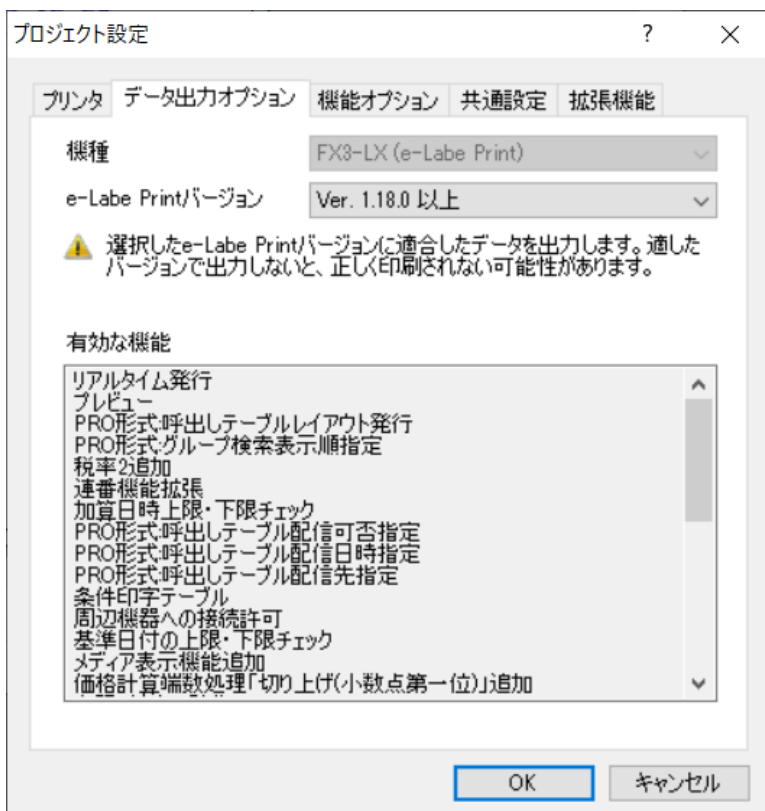 プロジェクト設定
?
プリンタ データ出力オプション 機能オプション 共通設定 拡張機能
機種 FX3-LX (e-Labe Print)
e-Labe Printバージョン Ver. 1.18.0 以上
選択したe-Labe Printバージョンに適合したデータを出力します。適した
バージョンで出力しないと、正しく印刷されない可能性があります。
有効な機能
リアルタイム発行
プレビュー
PRO形式:呼出しテーブルレイアウト発行
PRO形式:グループ検索表示順指定
税率2追加
連番機能拡張
加算日時上限・下限チェック
PRO形式:呼出しテーブル配信可否指定
PRO形式:呼出しテーブル配信日時指定
PRO形式:呼出しテーブル配信先指定
条件印字テーブル
周辺機器への接続許可
基準日付の上限・下限チェック
メディア表示機能追加
価格計算端数処理「切り上げ(小数点第一位)」追加
OK キャンセル